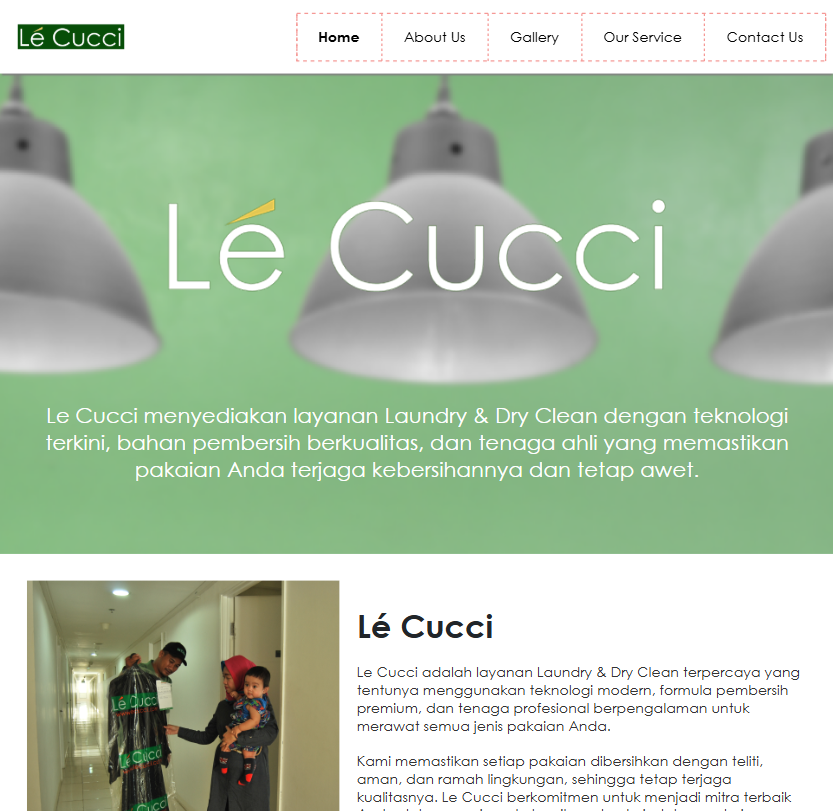 Lé Cucci
Home
About Us
Gallery
Our Service
Contact Us
Lé Cucci
Le Cucci menyediakan layanan Laundry & Dry Clean dengan teknologi
terkini, bahan pembersih berkualitas, dan tenaga ahli yang memastikan
pakaian Anda terjaga kebersihannya dan tetap awet.
Lé Cucci
Le Cucci adalah layanan Laundry & Dry Clean terpercaya yang
tentunya menggunakan teknologi modern, formula pembersih
premium, dan tenaga profesional berpengalaman untuk
merawat semua jenis pakaian Anda.
Kami memastikan setiap pakaian dibersihkan dengan teliti,
aman, dan ramah lingkungan, sehingga tetap terjaga
kualitasnya. Le Cucci berkomitmen untuk menjadi mitra terbaik
Lé Cucci
Lé Cucci
Lé Cucci